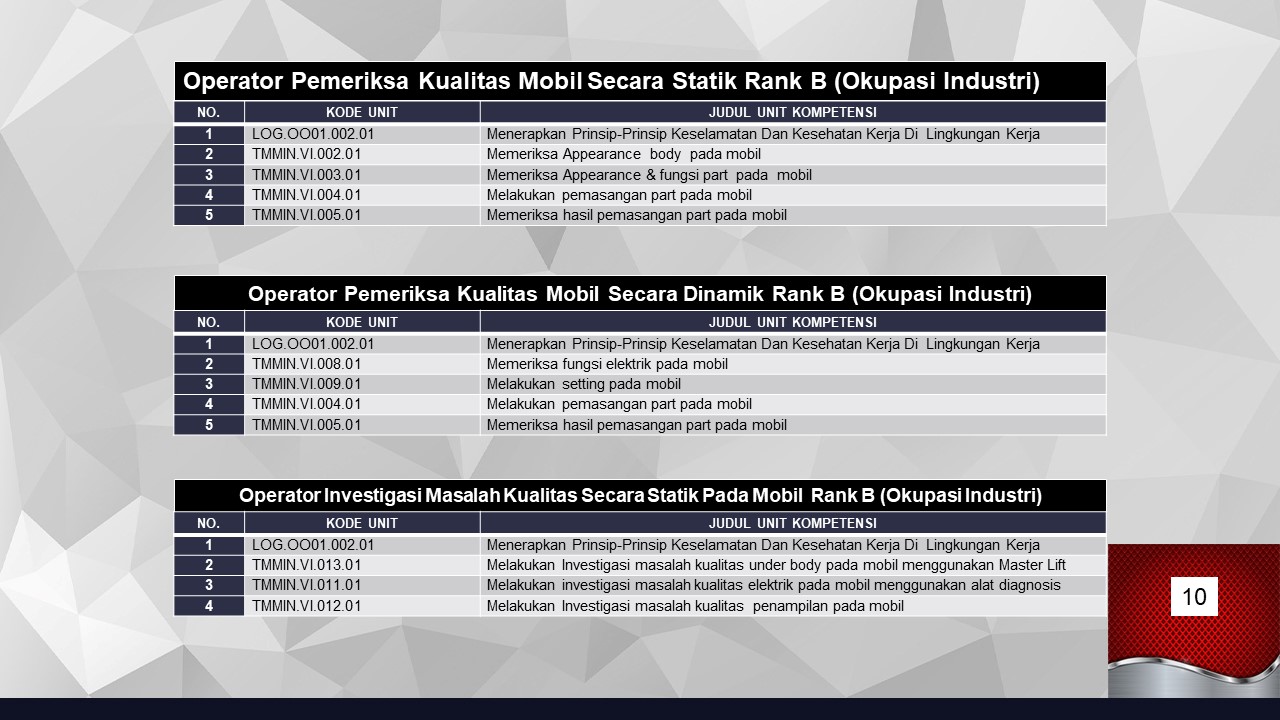 Operator Pemeriksa Kualitas Mobil Secara Statik Rank B (Okupasi Industri)
NO. KODE UNIT JUDUL UNIT KOMPETENSI
1 LOG.OO01.002.01 Menerapkan Prinsip-Prinsip Keselamatan Dan Kesehatan Kerja Di Lingkungan Kerja
2 TMMIN.VI.002.01 Memeriksa Appearance body pada mobil
3 TMMIN.VI.003.01 Memeriksa Appearance & fungsi part pada mobil
4 TMMIN.VI.004.01 Melakukan pemasangan part pada mobil
5 TMMIN.VI.005.01 Memeriksa hasil pemasangan part pada mobil
Operator Pemeriksa Kualitas Mobil Secara Dinamik Rank B (Okupasi Industri)
NO. KODE UNIT JUDUL UNIT KOMPETENSI
1 LOG.OO01.002.01 Menerapkan Prinsip-Prinsip Keselamatan Dan Kesehatan Kerja Di Lingkungan Kerja
2 TMMIN.VI.008.01 Memeriksa fungsi elektrik pada mobil
3 TMMIN.VI.009.01 Melakukan setting pada mobil
4 TMMIN.VI.004.01 Melakukan pemasangan part pada mobil
5 TMMIN.VI.005.01 Memeriksa hasil pemasangan part pada mobil
Operator Investigasi Masalah Kualitas Secara Statik Pada Mobil Rank B (Okupasi Industri)
NO. KODE UNIT JUDUL UNIT KOMPETENSI
1 LOG.OO01.002.01 Menerapkan Prinsip-Prinsip Keselamatan Dan Kesehatan Kerja Di Lingkungan Kerja
2 TMMIN.VI.013.01 Melakukan Investigasi masalah kualitas under body pada mobil menggunakan Master Lift
3 TMMIN.VI.011.01 Melakukan investigasi masalah kualitas elektrik pada mobil menggunakan alat diagnosis
4 TMMIN.VI.012.01 Melakukan Investigasi masalah kualitas penampilan pada mobil
10